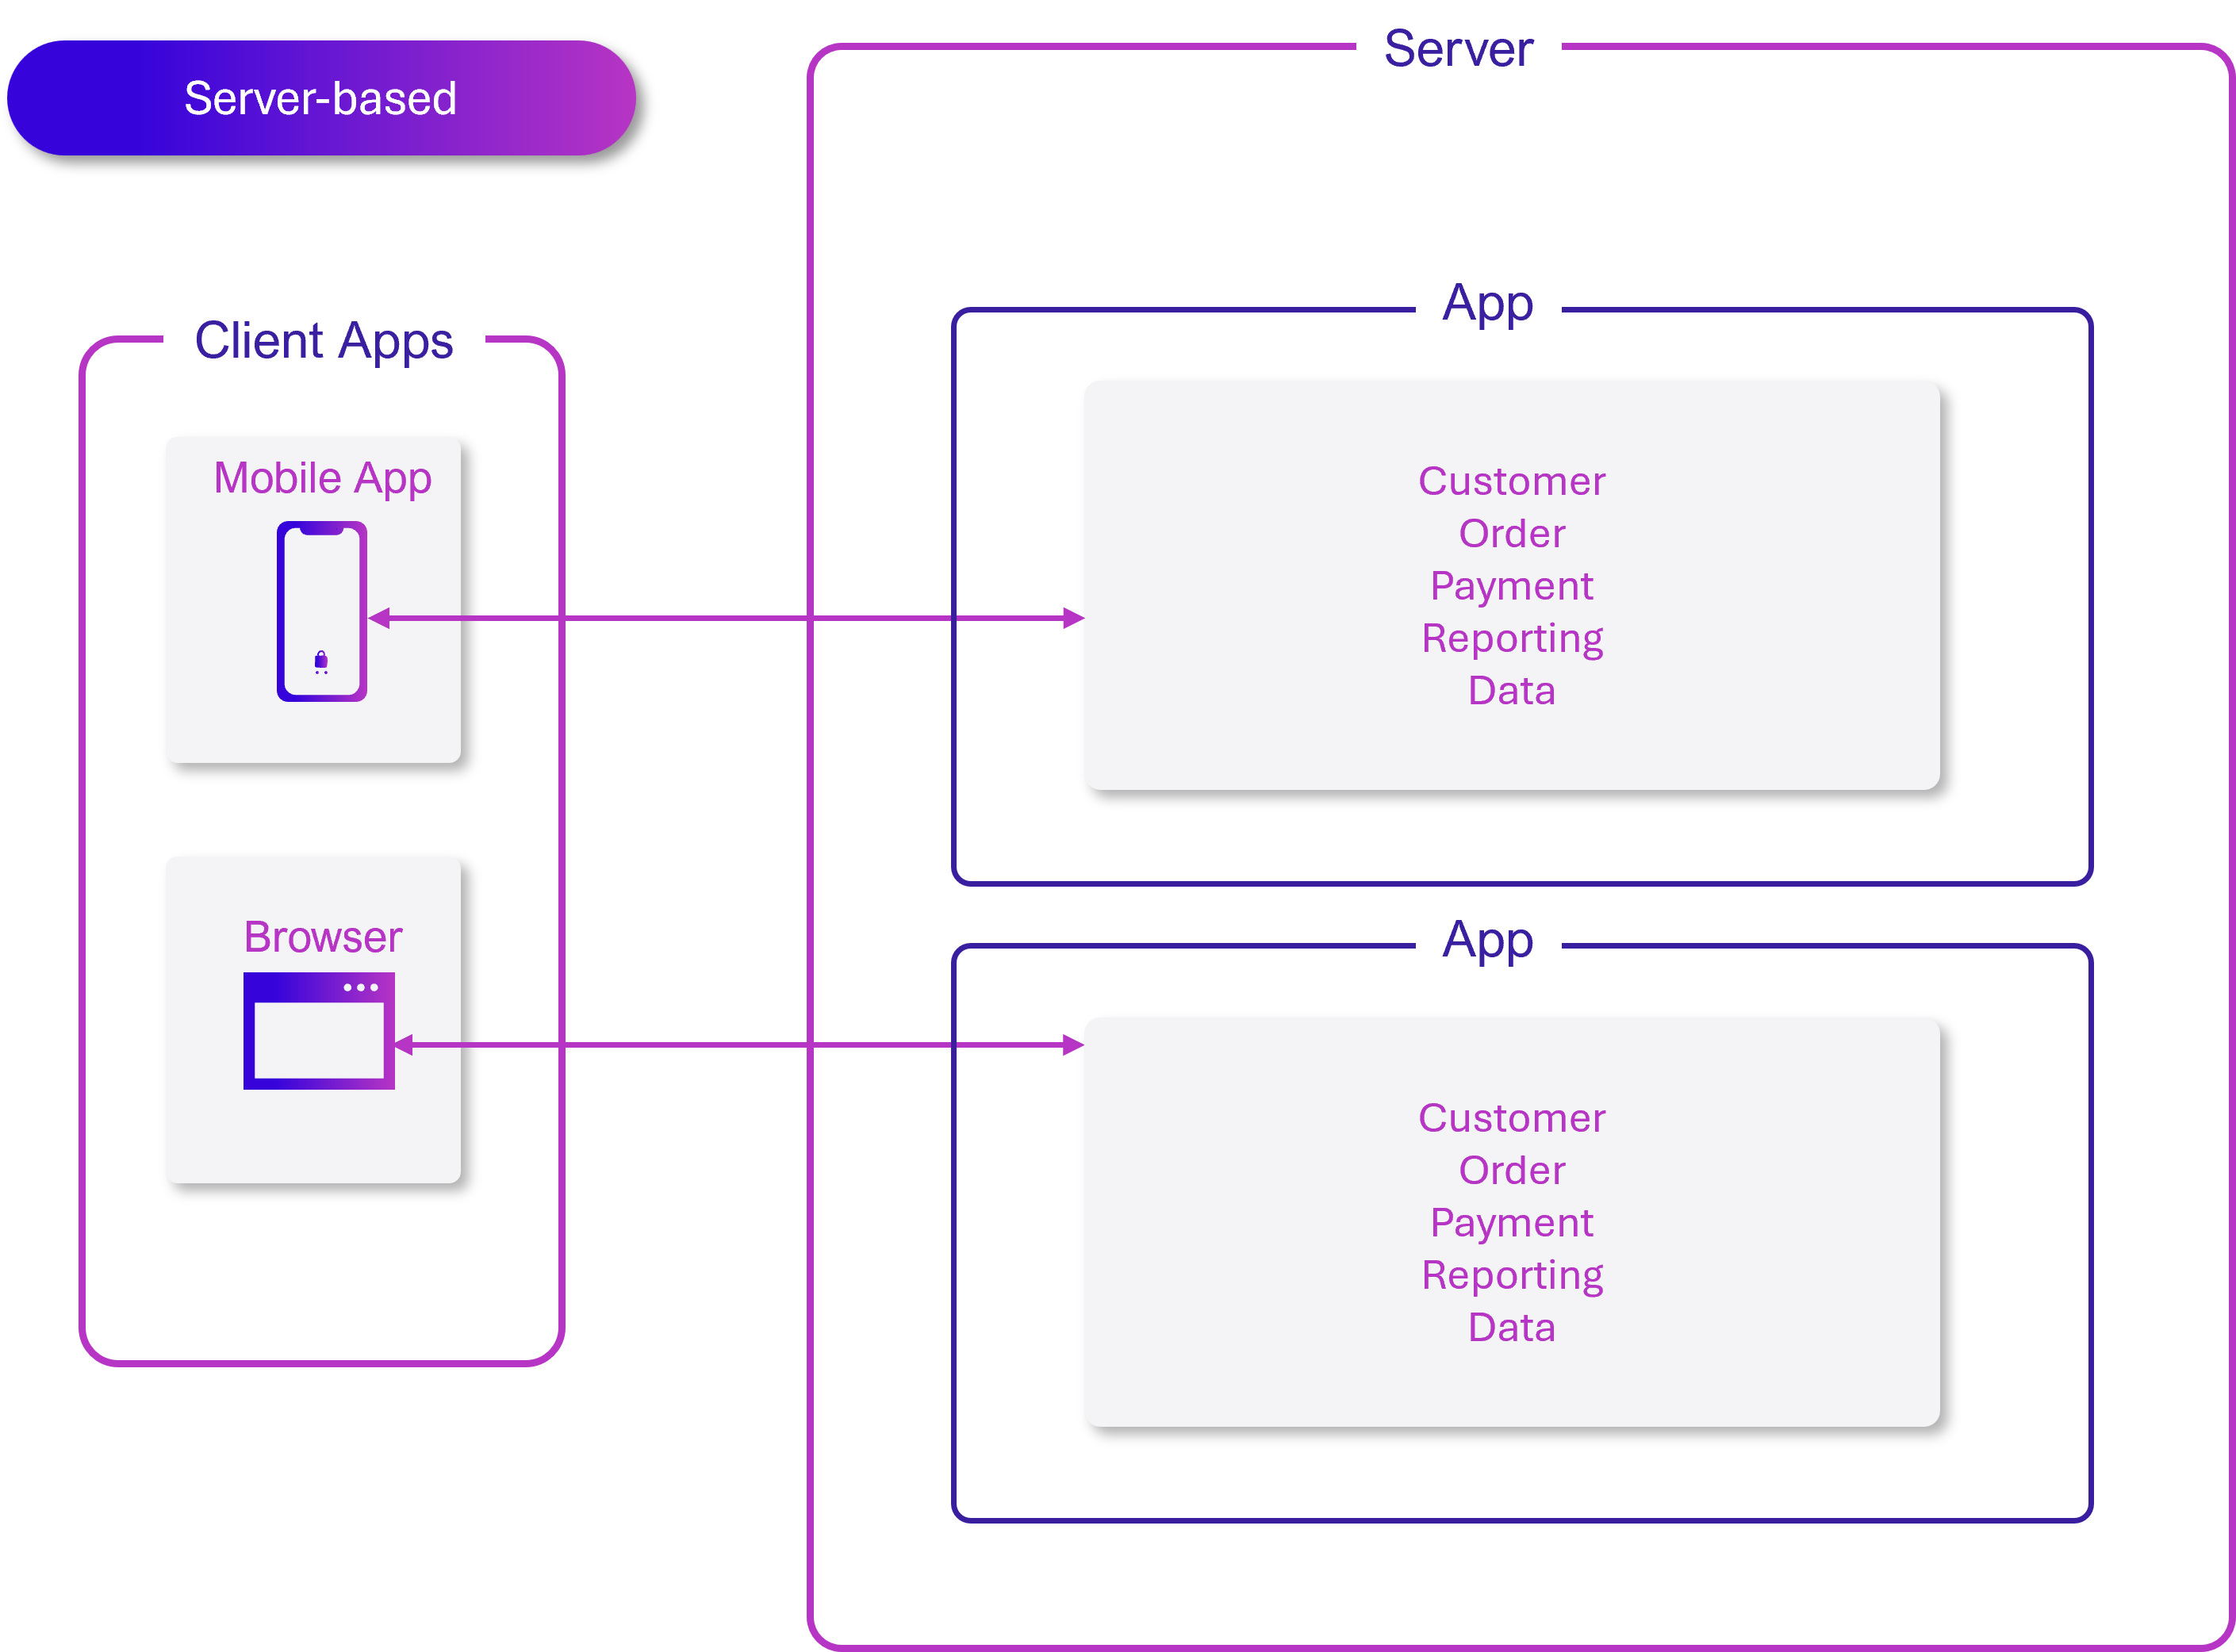 Server-based
Server
Client Apps
Mobile App
Browser
App
Customer
Order
Payment
Reporting
Data
App
Customer
Order
Payment
Reporting
Data